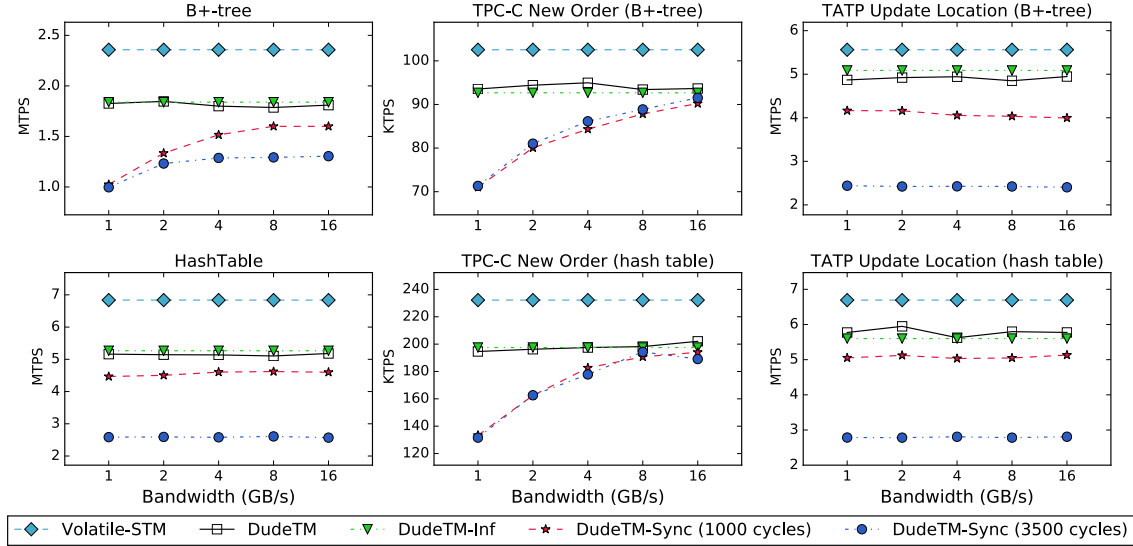 B+-tree
2.5
2.0
1.5
1.0
MTPS
1 2 4 8 16
TPC-C New Order (B+-tree)
100
90
80
70
KTPS
1 2 4 8 16
TATP Update Location (B+-tree)
6
5
4
3
2
MTPS
1 2 4 8 16
HashTable
7
6
5
4
3
2
MTPS
1 2 4 8 16
Bandwidth (GB/s)
TPC-C New Order (hash table)
240
220
200
180
160
140
120
KTPS
1 2 4 8 16
Bandwidth (GB/s)
TATP Update Location (hash table)
7
6
5
4
3
2
MTPS
1 2 4 8 16
Bandwidth (GB/s)
Volatile-STM DudeTM DudeTM-Inf DudeTM-Sync (1000 cycles) DudeTM-Sync (3500 cycles)